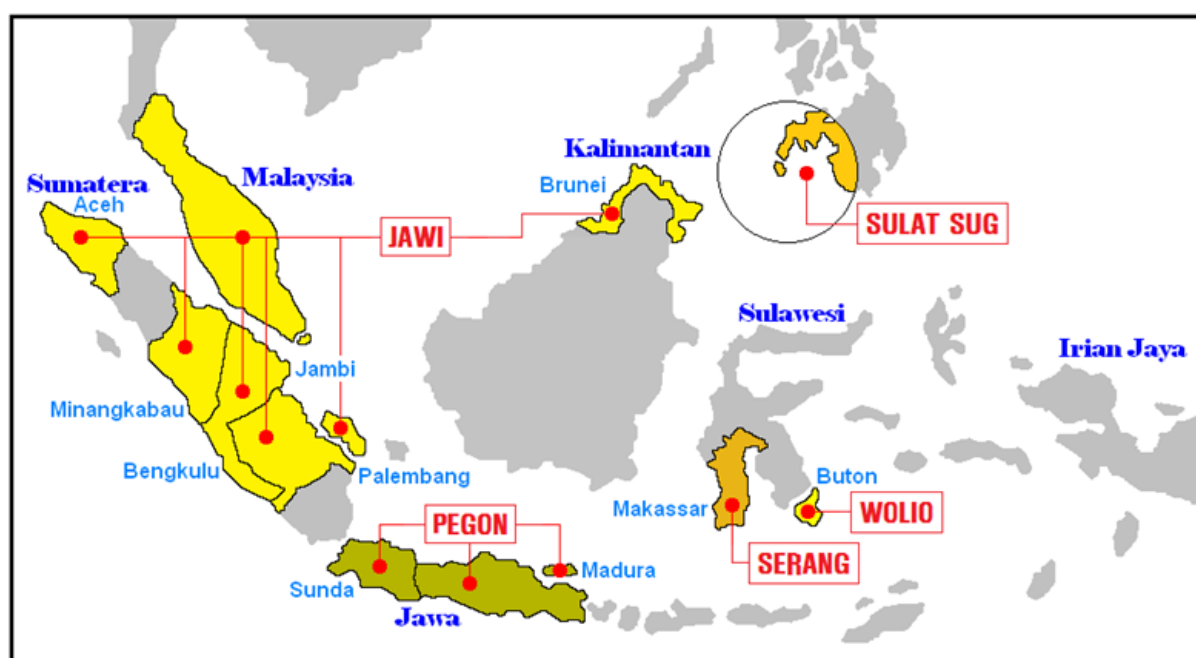 Kalimantan
Sumatera
Malaysia
Brunei
Aceh
JAWI
SULAT SUG
Sulawesi
Irian Jaya
Jambi
Minangkabau
Bengkulu
Palembang
Buton
Makassar
WOLIO
PEGON
SERANG
Madura
Sunda
Jawa